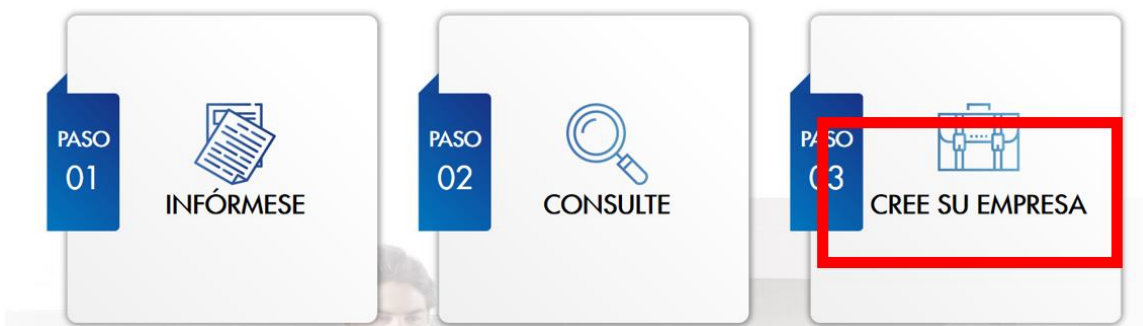 PASO
01
INFÓRMESE
PASO
02
CONSULTE
PASO
03
CREE SU EMPRESA